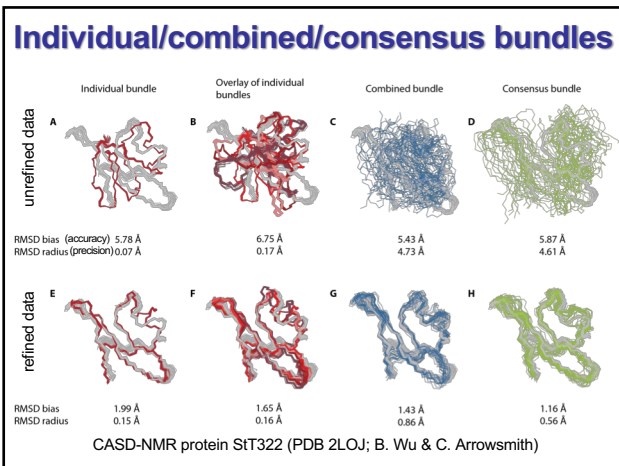 Individual/combined/consensus bundles
Individual bundle
Overlay of individual
bundles
Combined bundle
Consensus bundle
unrefined data
A
B
C
D
RMSD bias (accuracy) 5.78 Å 6.75 Å 5.43 Å 5.87 Å
RMSD radius (precision) 0.07 Å 0.17 Å 4.73 Å 4.61 Å
refined data
E
F
G
H
RMSD bias 1.99 Å 1.65 Å 1.43 Å 1.16 Å
RMSD radius 0.15 Å 0.16 Å 0.86 Å 0.56 Å
CASD-NMR protein StT322 (PDB 2LOJ; B. Wu & C. Arrowsmith)